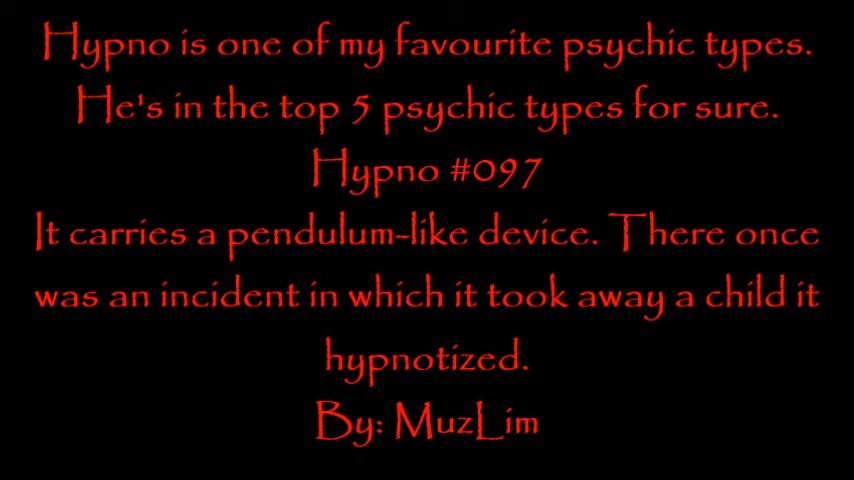 Hypno is one of my favourite psychic types.
He's in the top 5 psychic types for sure.
Hypno #097
It carries a pendulum-like device. There once
was an incident in which it took away a child it
hypnotized.
By: MuzLim